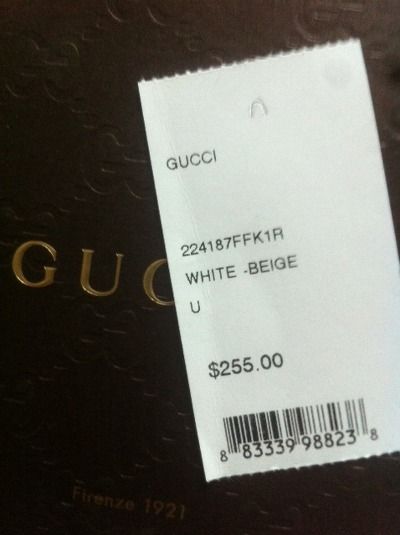 GUCCI
224187FFK1R
WHITE -BEIGE
U
$255.00
8 83339 98823 8
GUC
Firenze 1921